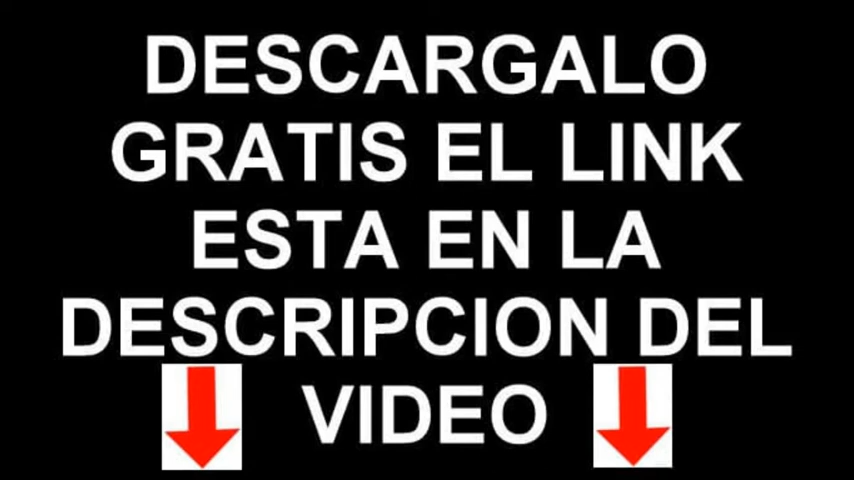 DESCARGALO
GRATIS EL LINK
ESTA EN LA
DESCRIPCION DEL
VIDEO